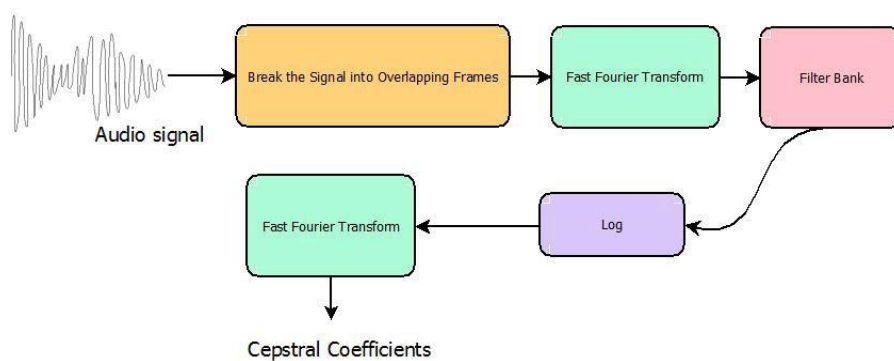 Audio signal
Break the Signal into Overlapping Frames
Fast Fourier Transform
Filter Bank
Log
Fast Fourier Transform
Cepstral Coefficients